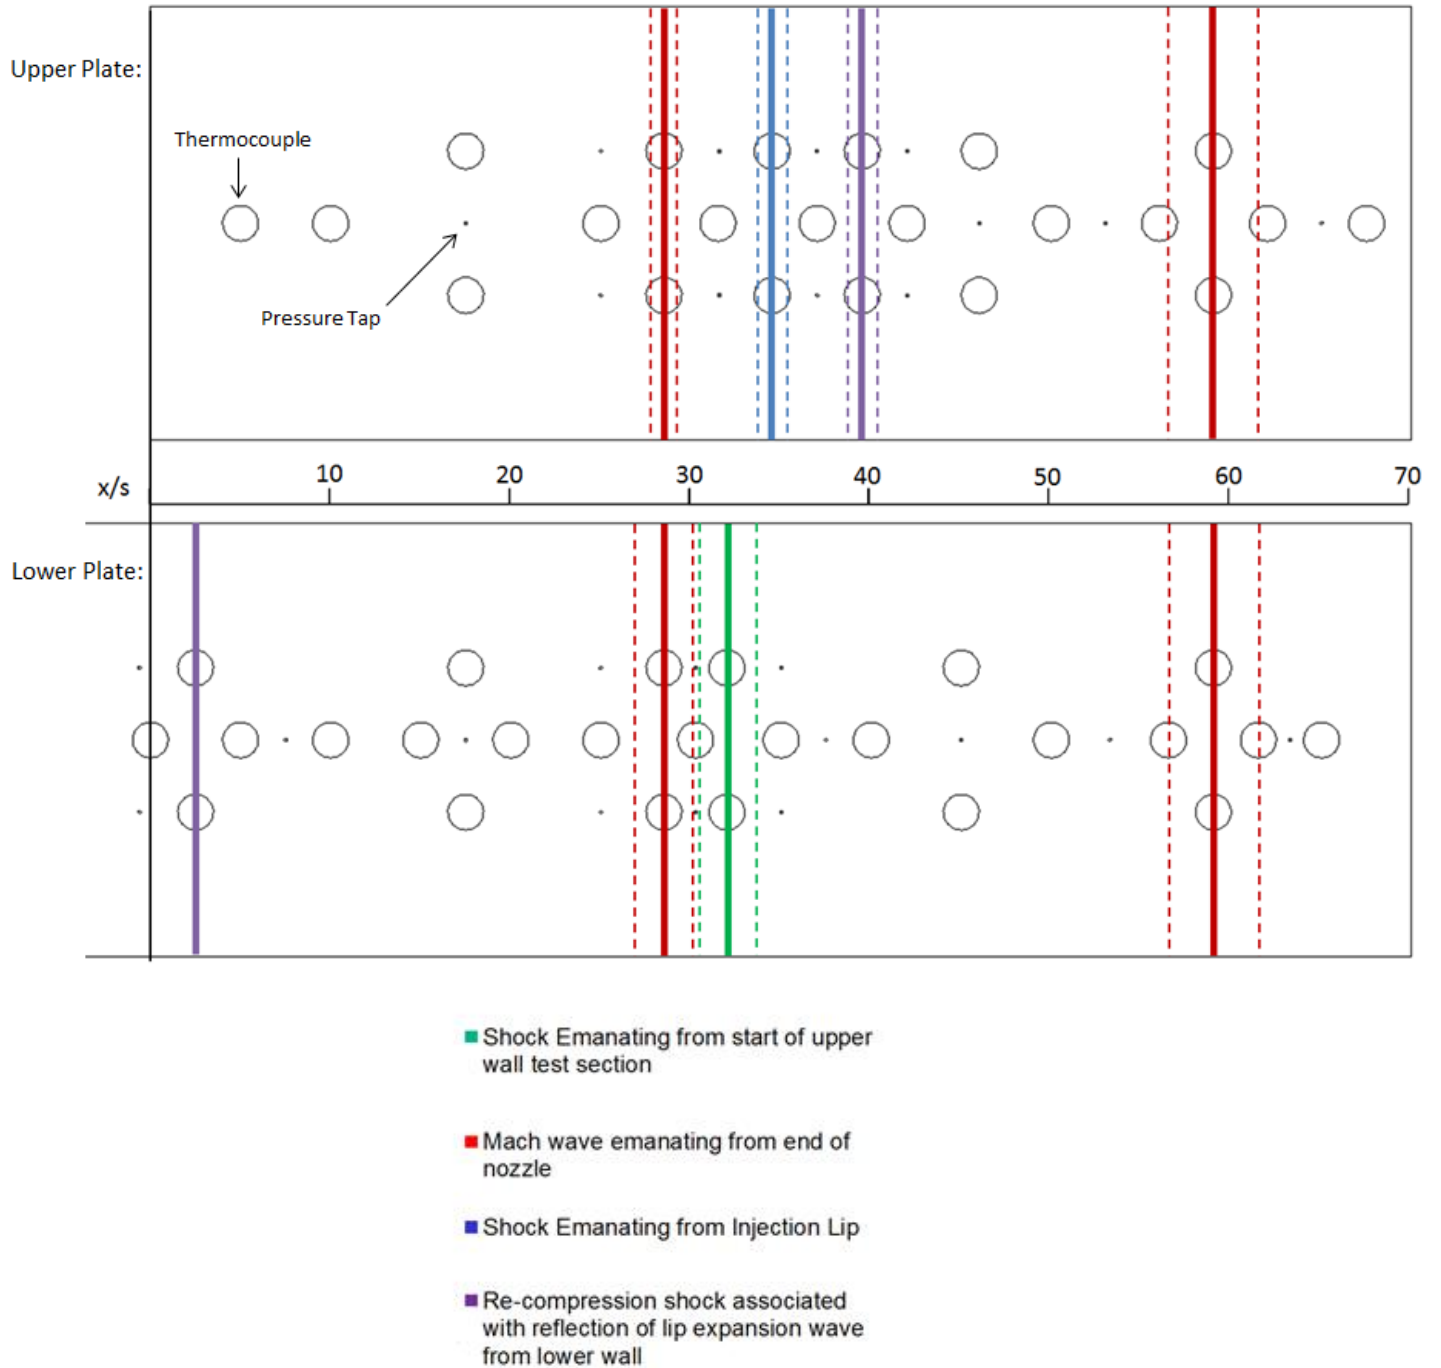 Upper Plate:
Thermocouple
Pressure Tap
x/s
10
20
30
40
50
60
70
Lower Plate:
Shock Emanating from start of upper
wall test section
Mach wave emanating from end of
nozzle
Shock Emanating from Injection Lip
Re-compression shock associated
with reflection of lip expansion wave
from lower wall